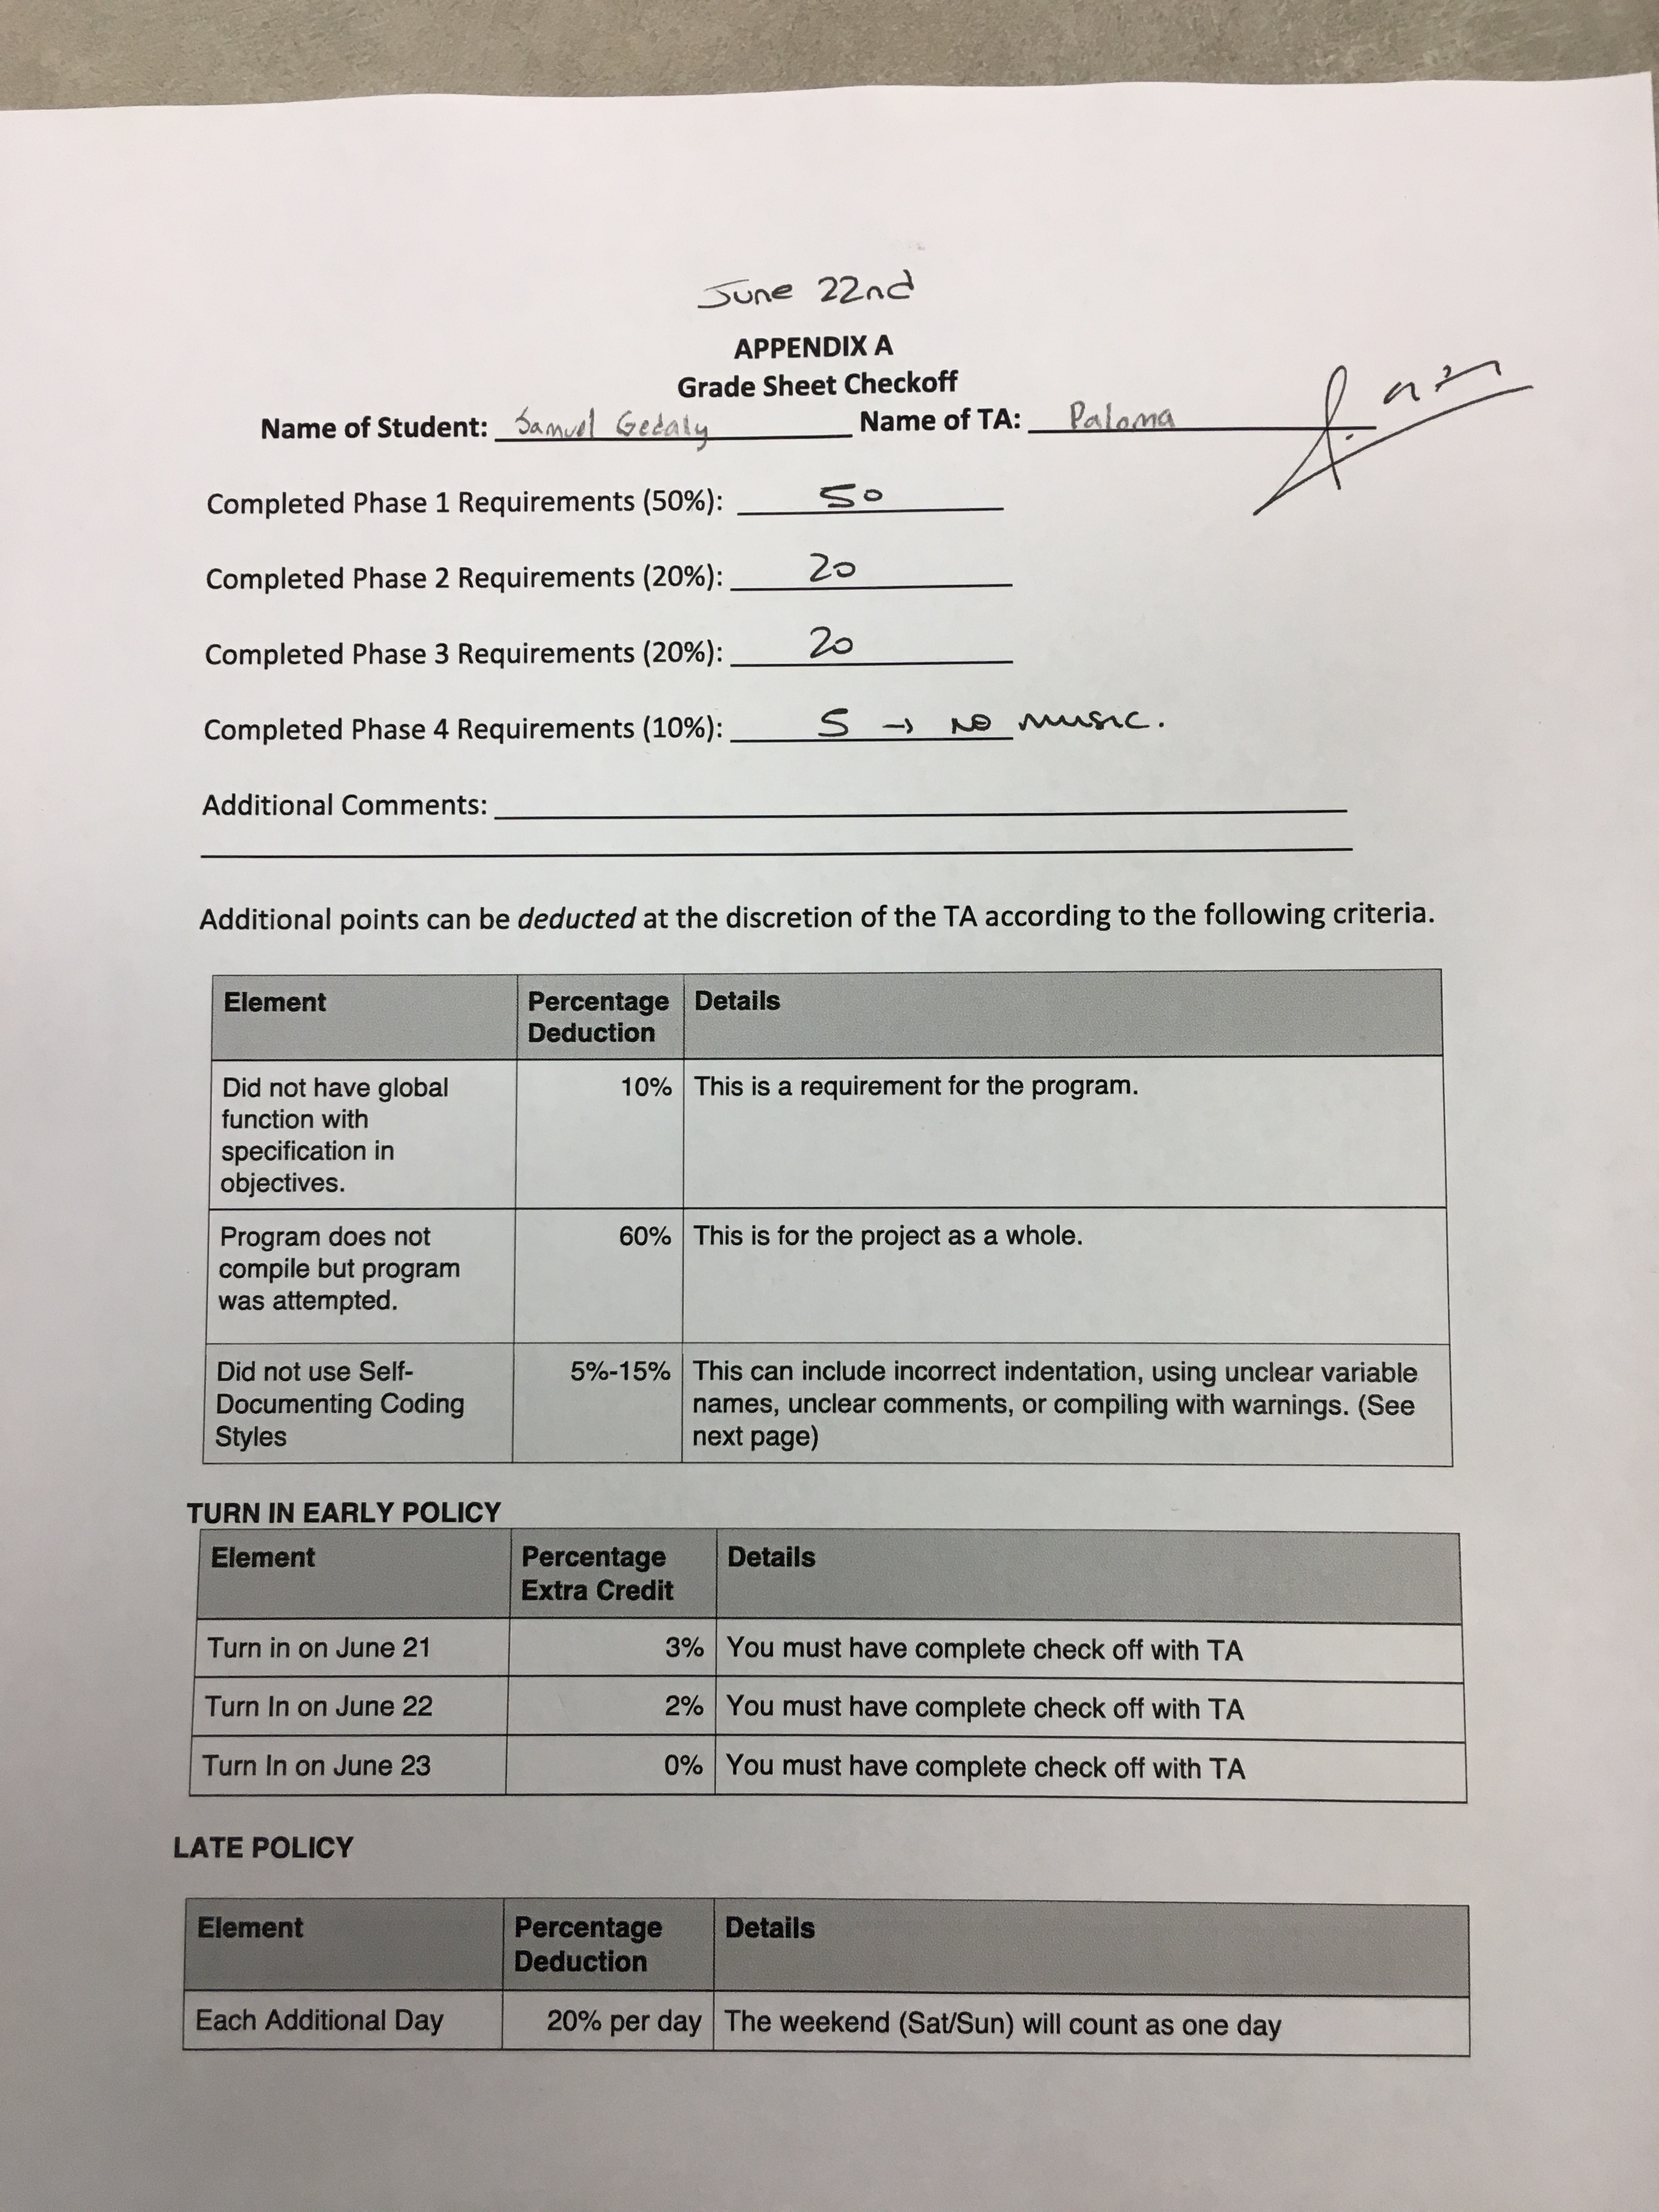 June 22nd
APPENDIX A
Grade Sheet Checkoff
Name of Student: Samuel Gedaly Name of TA: Paloma
Completed Phase 1 Requirements (50%): 50
Completed Phase 2 Requirements (20%): 20
Completed Phase 3 Requirements (20%): 20
Completed Phase 4 Requirements (10%): 5 → NO music.
Additional Comments:
Additional points can be deducted at the discretion of the TA according to the following criteria.
Element Percentage Details
Deduction
Did not have global 10% This is a requirement for the program.
function with
specification in
objectives.
Program does not 60% This is for the project as a whole.
compile but program
was attempted.
Did not use Self- 5%-15% This can include incorrect indentation, using unclear variable
Documenting Coding names, unclear comments, or compiling with warnings. (See
Styles next page)
TURN IN EARLY POLICY
Element Percentage Details
Extra Credit
Turn in on June 21 3% You must have complete check off with TA
Turn In on June 22 2% You must have complete check off with TA
Turn In on June 23 0% You must have complete check off with TA
LATE POLICY
Element Percentage Details
Deduction
Each Additional Day 20% per day The weekend (Sat/Sun) will count as one day